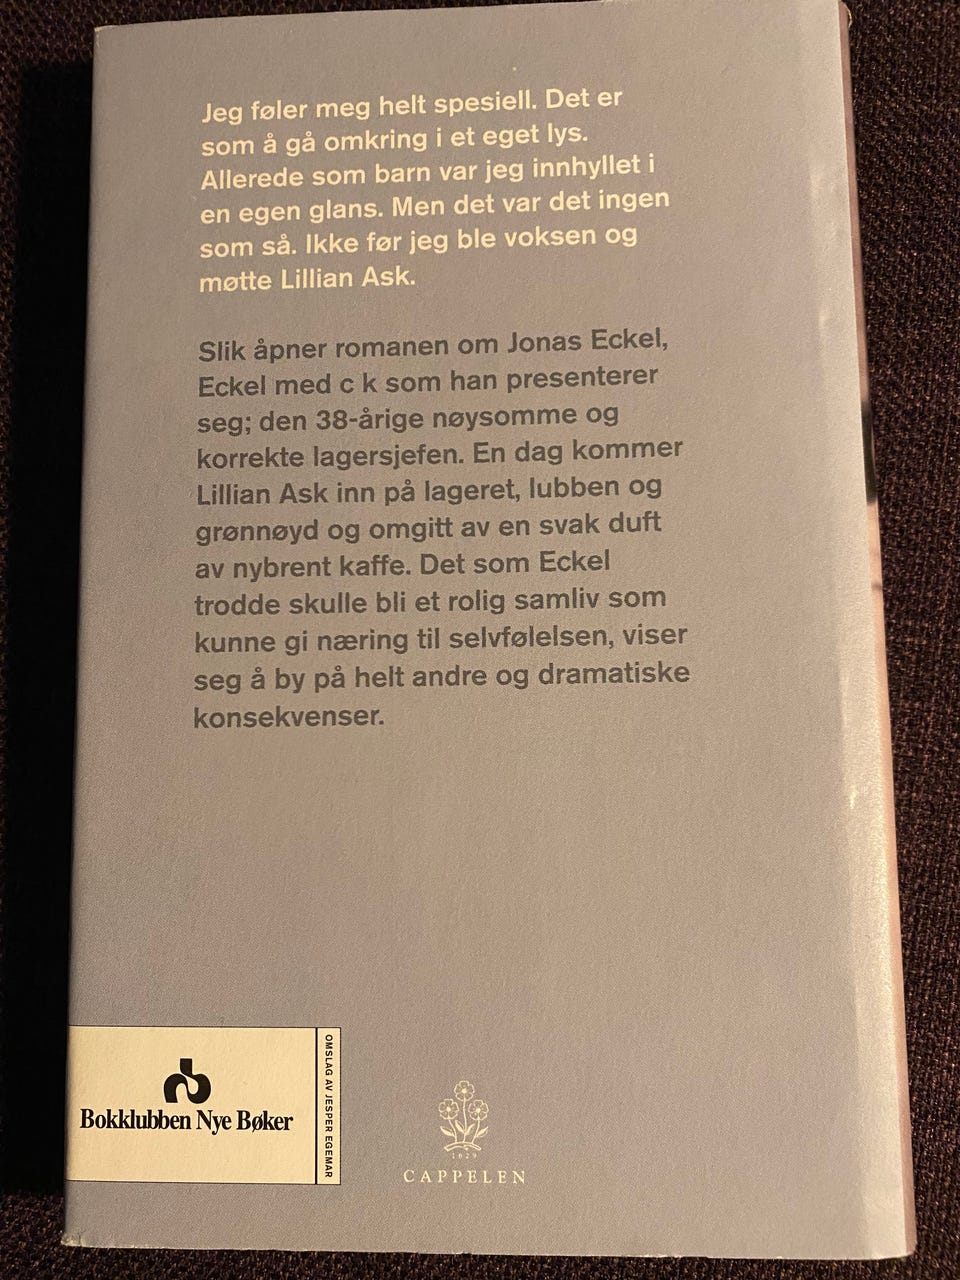 Jeg føler meg helt spesiell. Det er
som å gå omkring i et eget lys.
Allerede som barn var jeg innhyllet i
en egen glans. Men det var det ingen
som så. Ikke før jeg ble voksen og
møtte Lillian Ask.
Slik åpner romanen om Jonas Eckel,
Eckel med c k som han presenterer
seg; den 38-årige nøysomme og
korrekte lagersjefen. En dag kommer
Lillian Ask inn på lageret, lubben og
grønnøyd og omgitt av en svak duft
av nybrent kaffe. Det som Eckel
trodde skulle bli et rolig samliv som
kunne gi næring til selvfølelsen, viser
seg å by på helt andre og dramatiske
konsekvenser.
Bokklubben Nye Bøker
OMSLAG AV JESPER EGEMAR
1829
CAPPELEN